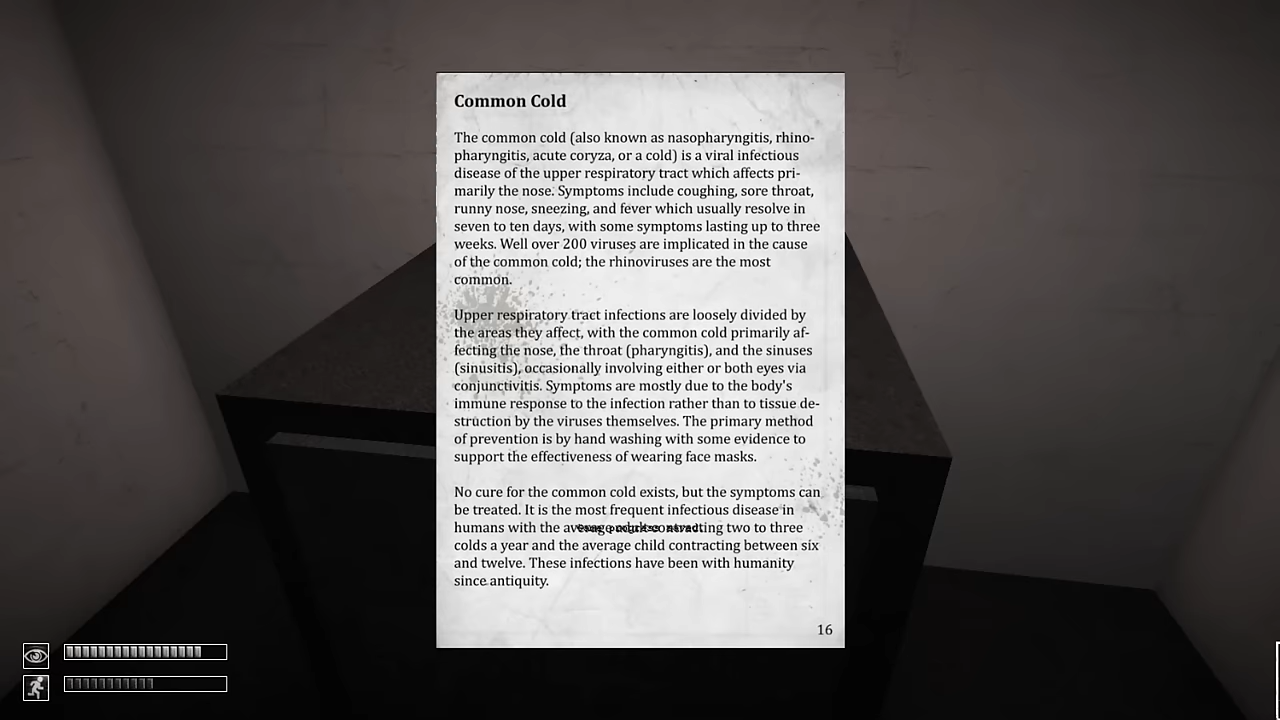 Common Cold
The common cold (also known as nasopharyngitis, rhino-
pharyngitis, acute coryza, or a cold) is a viral infectious
disease of the upper respiratory tract which affects pri-
marily the nose. Symptoms include coughing, sore throat,
runny nose, sneezing, and fever which usually resolve in
seven to ten days, with some symptoms lasting up to three
weeks. Well over 200 viruses are implicated in the cause
of the common cold; the rhinoviruses are the most
common.
Upper respiratory tract infections are loosely divided by
the areas they affect, with the common cold primarily af-
fecting the nose, the throat (pharyngitis), and the sinuses
(sinusitis), occasionally involving either or both eyes via
conjunctivitis. Symptoms are mostly due to the body's
immune response to the infection rather than to tissue de-
struction by the viruses themselves. The primary method
of prevention is by hand washing with some evidence to
support the effectiveness of wearing face masks.
No cure for the common cold exists, but the symptoms can
be treated. It is the most frequent infectious disease in
humans with the average adult contracting two to three
colds a year and the average child contracting between six
and twelve. These infections have been with humanity
since antiquity.
16